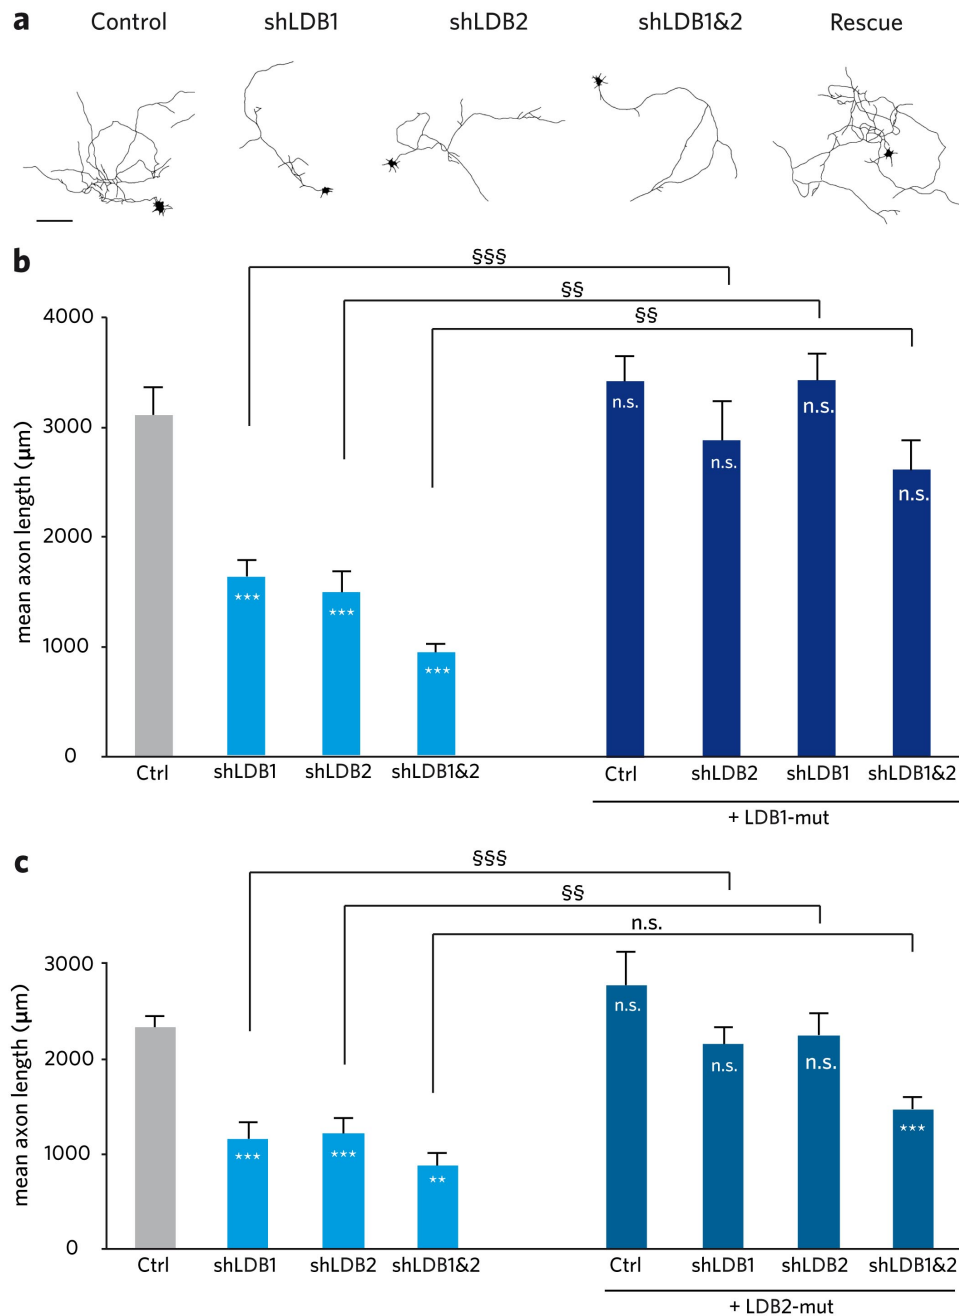 a Control shLDB1 shLDB2 shLDB1&2 Rescue
b
§§§
§§
§§
4000
3000
2000
1000
0
mean axon length (µm)
***
***
***
n.s.
n.s.
n.s.
n.s.
Ctrl shLDB1 shLDB2 shLDB1&2 Ctrl shLDB2 shLDB1 shLDB1&2
+ LDB1-mut
c
§§§
§§
n.s.
3000
2000
1000
0
mean axon length (µm)
***
***
**
n.s.
n.s.
n.s.
***
Ctrl shLDB1 shLDB2 shLDB1&2 Ctrl shLDB1 shLDB2 shLDB1&2
+ LDB2-mut